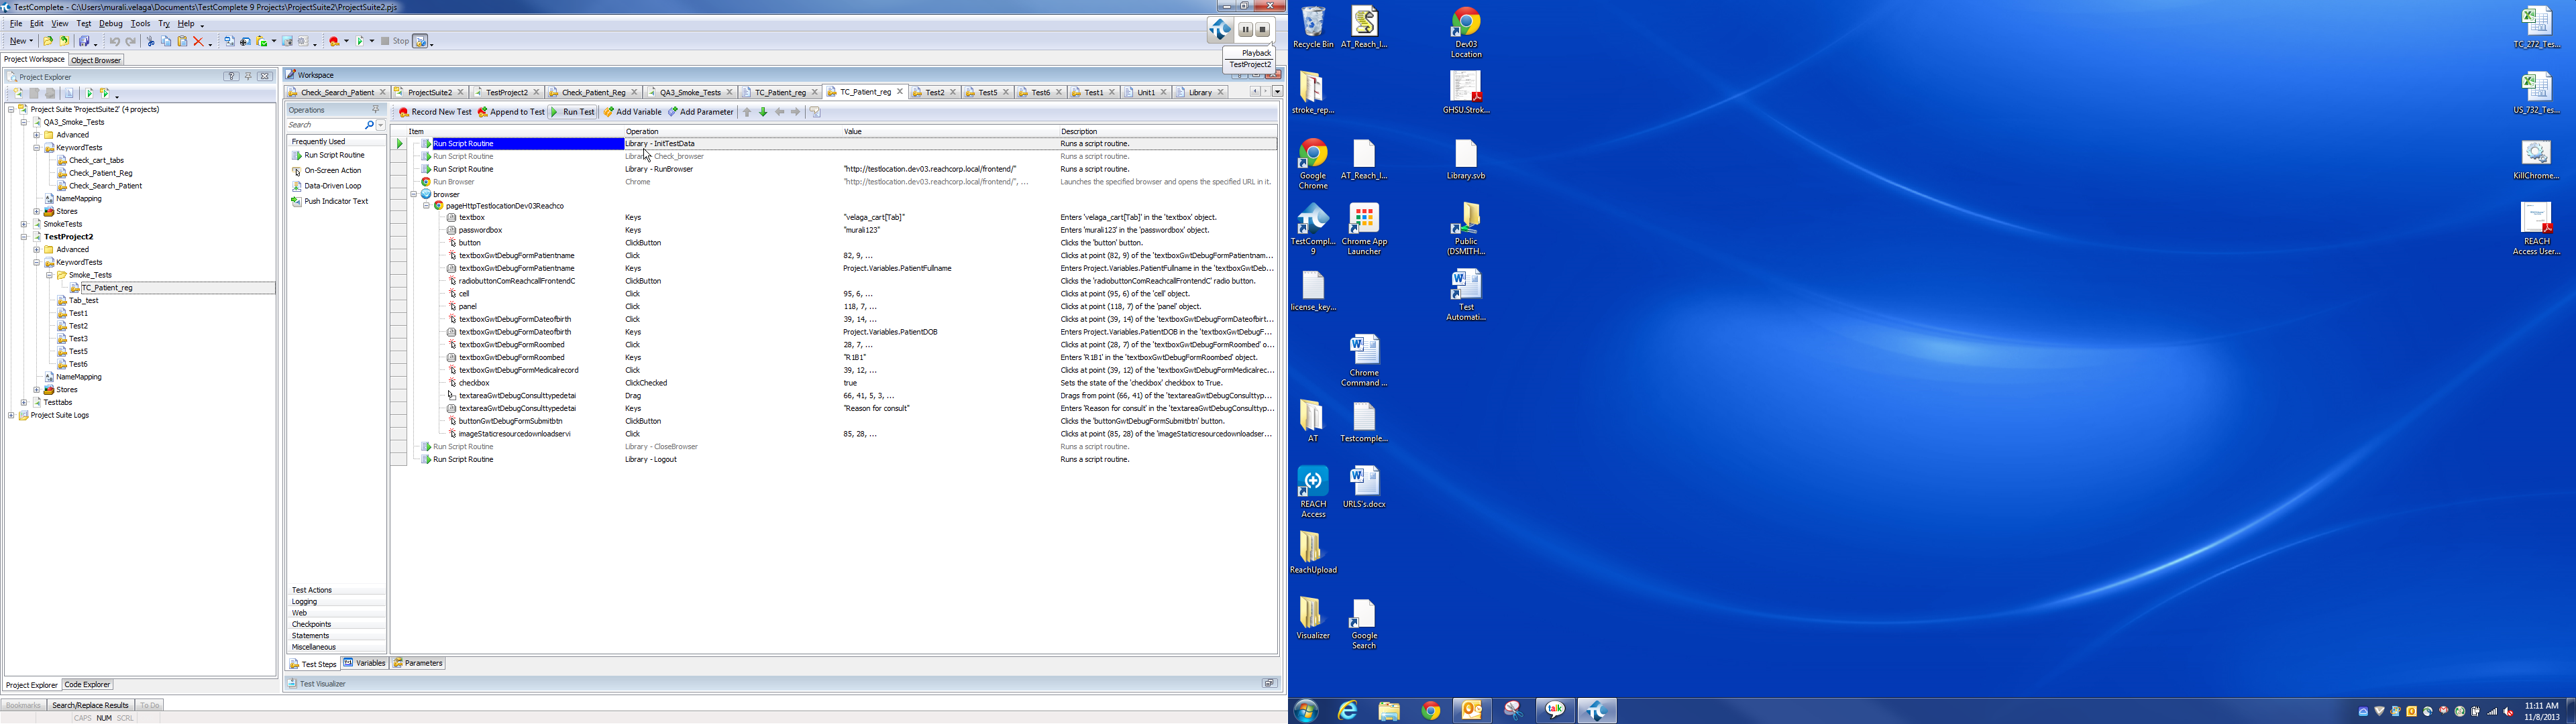 TestComplete - C:\Users\murali.velaga\Documents\TestComplete 9 Projects\ProjectSuite2\ProjectSuite2.pjs
File Edit View Test Debug Tools Try Help
New Stop
Playback
TestProject2
Project Workspace Object Browser
Project Explorer
Project Suite 'ProjectSuite2' (4 projects)
QA3_Smoke_Tests
Advanced
KeywordTests
Check_cart_tabs
Check_Patient_Reg
Check_Search_Patient
NameMapping
Stores
SmokeTests
TestProject2
Advanced
KeywordTests
Smoke_Tests
TC_Patient_reg
Tab_test
Test1
Test2
Test3
Test5
Test6
NameMapping
Stores
Testtabs
Project Suite Logs
Project Explorer Code Explorer
Bookmarks Search/Replace Results To Do
CAPS NUM SCRL
Workspace
Check_Search_Patient ProjectSuite2 TestProject2 Check_Patient_Reg QA3_Smoke_Tests TC_Patient_reg TC_Patient_reg Test2 Test5 Test6 Test1 Unit1 Library
Operations
Search
Frequently Used
Run Script Routine
On-Screen Action
Data-Driven Loop
Push Indicator Text
Test Actions
Logging
Web
Checkpoints
Statements
Miscellaneous
Record New Test Append to Test Run Test Add Variable Add Parameter
Item Operation Value Description
Run Script Routine Library - InitTestData Runs a script routine.
Run Script Routine Library - Check_browser Runs a script routine.
Run Script Routine Library - RunBrowser "http://testlocation.dev03.reachcorp.local/frontend/" Runs a script routine.
Run Browser Chrome "http://testlocation.dev03.reachcorp.local/frontend/", ... Launches the specified browser and opens the specified URL in it.
browser
pageHttpTestlocationDev03Reachco
textbox Keys "velaga_cart[Tab]" Enters 'velaga_cart[Tab]' in the 'textbox' object.
passwordbox Keys "murali123" Enters 'murali123' in the 'passwordbox' object.
button ClickButton Clicks the 'button' button.
textboxGwtDebugFormPatientname Click 82, 9, ... Clicks at point (82, 9) of the 'textboxGwtDebugFormPatientnam...
textboxGwtDebugFormPatientname Keys Project.Variables.PatientFullname Enters Project.Variables.PatientFullname in the 'textboxGwtDeb...
radiobuttonComReachcallFrontendC ClickButton Clicks the 'radiobuttonComReachcallFrontendC' radio button.
cell Click 95, 6, ... Clicks at point (95, 6) of the 'cell' object.
panel Click 118, 7, ... Clicks at point (118, 7) of the 'panel' object.
textboxGwtDebugFormDateofbirth Click 39, 14, ... Clicks at point (39, 14) of the 'textboxGwtDebugFormDateofbirt...
textboxGwtDebugFormDateofbirth Keys Project.Variables.PatientDOB Enters Project.Variables.PatientDOB in the 'textboxGwtDebugF...
textboxGwtDebugFormRoombed Click 28, 7, ... Clicks at point (28, 7) of the 'textboxGwtDebugFormRoombed' o...
textboxGwtDebugFormRoombed Keys "R1B1" Enters 'R1B1' in the 'textboxGwtDebugFormRoombed' object.
textboxGwtDebugFormMedicalrecord Click 39, 12, ... Clicks at point (39, 12) of the 'textboxGwtDebugFormMedicalrec...
checkbox ClickChecked true Sets the state of the 'checkbox' checkbox to True.
textareaGwtDebugConsulttypedetai Drag 66, 41, 5, 3, ... Drags from point (66, 41) of the 'textareaGwtDebugConsulttyp...
textareaGwtDebugConsulttypedetai Keys "Reason for consult" Enters 'Reason for consult' in the 'textareaGwtDebugConsulttyp...
buttonGwtDebugFormSubmitbtn ClickButton Clicks the 'buttonGwtDebugFormSubmitbtn' button.
imageStaticresourcedownloadservi Click 85, 28, ... Clicks at point (85, 28) of the 'imageStaticresourcedownloadser...
Run Script Routine Library - CloseBrowser Runs a script routine.
Run Script Routine Library - Logout Runs a script routine.
Test Steps Variables Parameters
Test Visualizer
Recycle Bin AT_Reach_I... Dev03
Location
TC_272_Tes...
stroke_rep... GHSU.Strok... US_732_Tes...
Google
Chrome
AT_Reach_I... Library.svb KillChrome...
TestCompl...
9
Chrome App
Launcher
Public
(DSMITH...
REACH
Access User...
license_key... Test
Automati...
Chrome
Command ...
AT Testcomple...
REACH
Access
URLS's.docx
ReachUpload
Visualizer Google
Search
talk
11:11 AM
11/8/2013